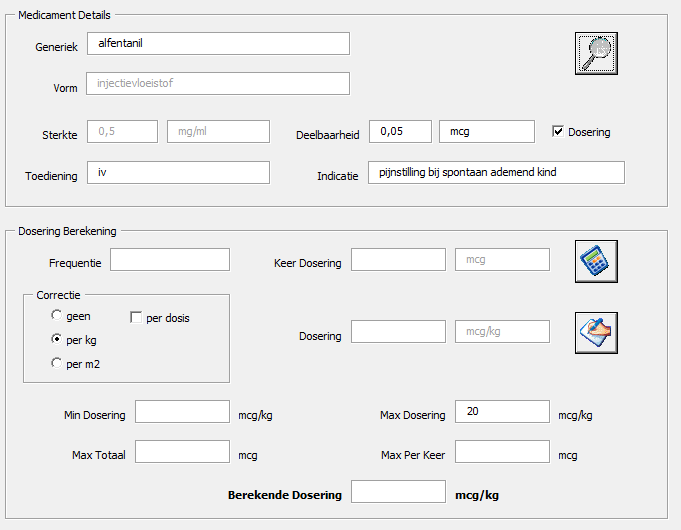 Medicament Details
Generiek alfentanil
Vorm injectievloeistof
Sterkte 0,5 mg/ml Deelbaarheid 0,05 mcg Dosering
Toediening iv Indicatie pijnstilling bij spontaan ademend kind
Dosering Berekening
Frequentie Keer Dosering mcg
Correctie
geen per dosis
per kg
per m2
Dosering mcg/kg
Min Dosering mcg/kg Max Dosering 20 mcg/kg
Max Totaal mcg Max Per Keer mcg
Berekende Dosering mcg/kg